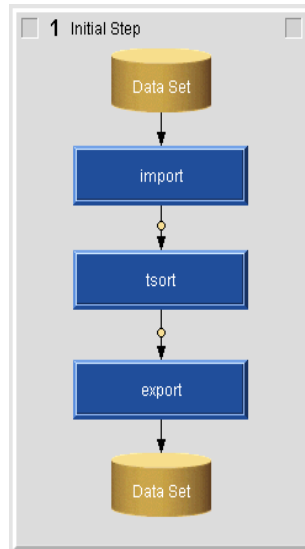 1 Initial Step
Data Set
import
tsort
export
Data Set